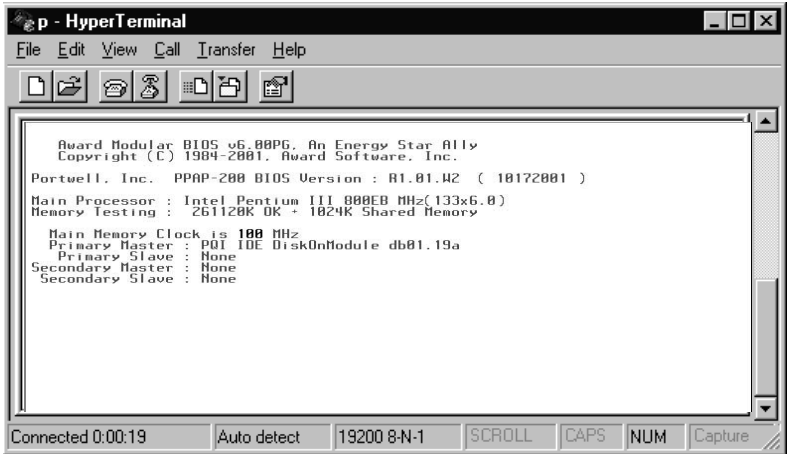 p - HyperTerminal
File Edit View Call Transfer Help
Award Modular BIOS v6.00PG, An Energy Star Ally
Copyright (C) 1984-2001, Award Software, Inc.
Portwell, Inc. PPAP-200 BIOS Version : R1.01.W2 ( 10172001 )
Main Processor : Intel Pentium III 800EB MHz(133x6.0)
Memory Testing : 261120K OK + 1024K Shared Memory
Main Memory Clock is 100 MHz
Primary Master : PQI IDE DiskOnModule db01.19a
Primary Slave : None
Secondary Master : None
Secondary Slave : None
Connected 0:00:19 Auto detect 19200 8-N-1 SCROLL CAPS NUM Capture